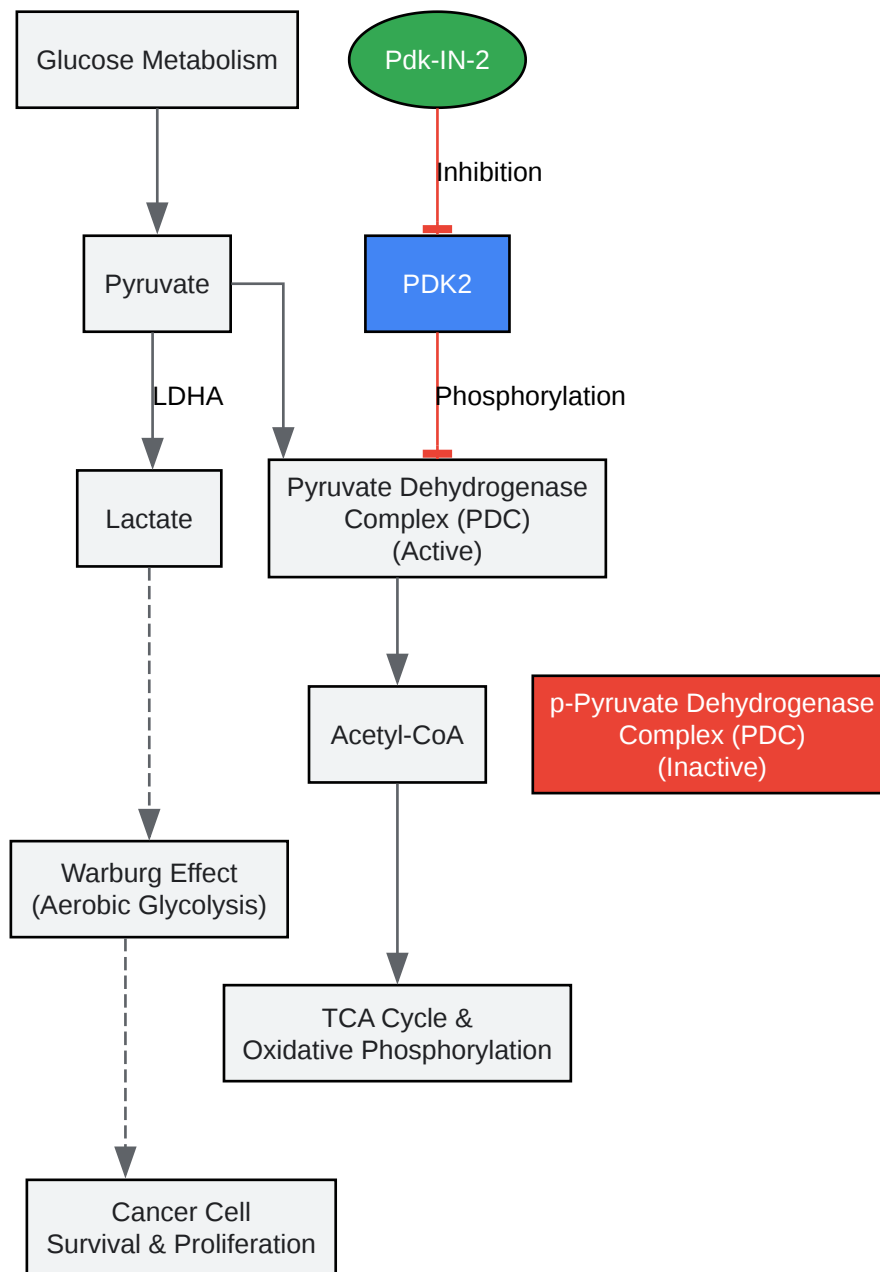 Glucose Metabolism
Pdk-IN-2
Inhibition
Pyruvate
PDK2
LDHA
Phosphorylation
Lactate
Pyruvate Dehydrogenase
Complex (PDC)
(Active)
Acetyl-CoA
p-Pyruvate Dehydrogenase
Complex (PDC)
(Inactive)
Warburg Effect
(Aerobic Glycolysis)
TCA Cycle &
Oxidative Phosphorylation
Cancer Cell
Survival & Proliferation